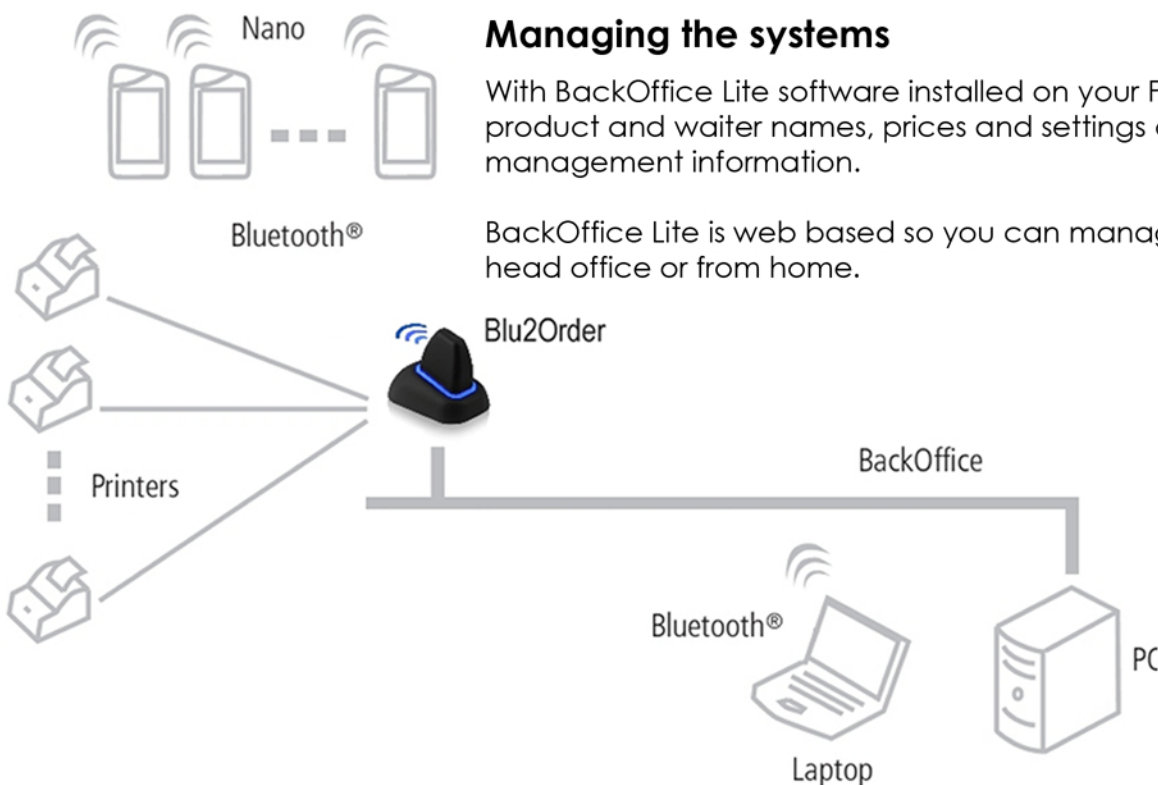 Nano
Managing the systems
With BackOffice Lite software installed on your
product and waiter names, prices and settings
management information.
Bluetooth®
BackOffice Lite is web based so you can
head office or from home.
Blu2Order
Printers
BackOffice
Bluetooth®
PC
Laptop